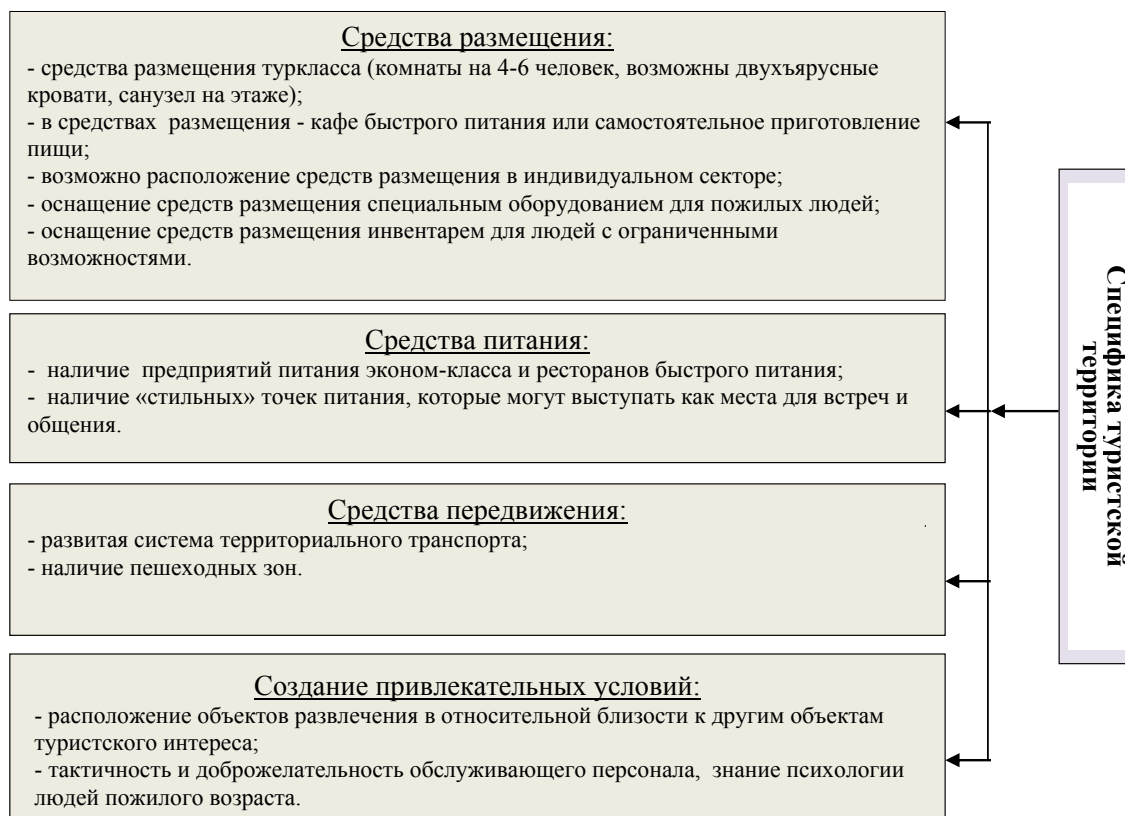 Средства размещения:
- средства размещения туркласса (комнаты на 4-6 человек, возможны двухъярусные
кровати, санузел на этаже);
- в средствах размещения - кафе быстрого питания или самостоятельное приготовление
пищи;
- возможно расположение средств размещения в индивидуальном секторе;
- оснащение средств размещения специальным оборудованием для пожилых людей;
- оснащение средств размещения инвентарем для людей с ограниченными
возможностями.
Средства питания:
- наличие предприятий питания эконом-класса и ресторанов быстрого питания;
- наличие «стильных» точек питания, которые могут выступать как места для встреч и
общения.
Средства передвижения:
- развитая система территориального транспорта;
- наличие пешеходных зон.
Создание привлекательных условий:
- расположение объектов развлечения в относительной близости к другим объектам
туристского интереса;
- тактичность и доброжелательность обслуживающего персонала, знание психологии
людей пожилого возраста.
Специфика туристской
территории